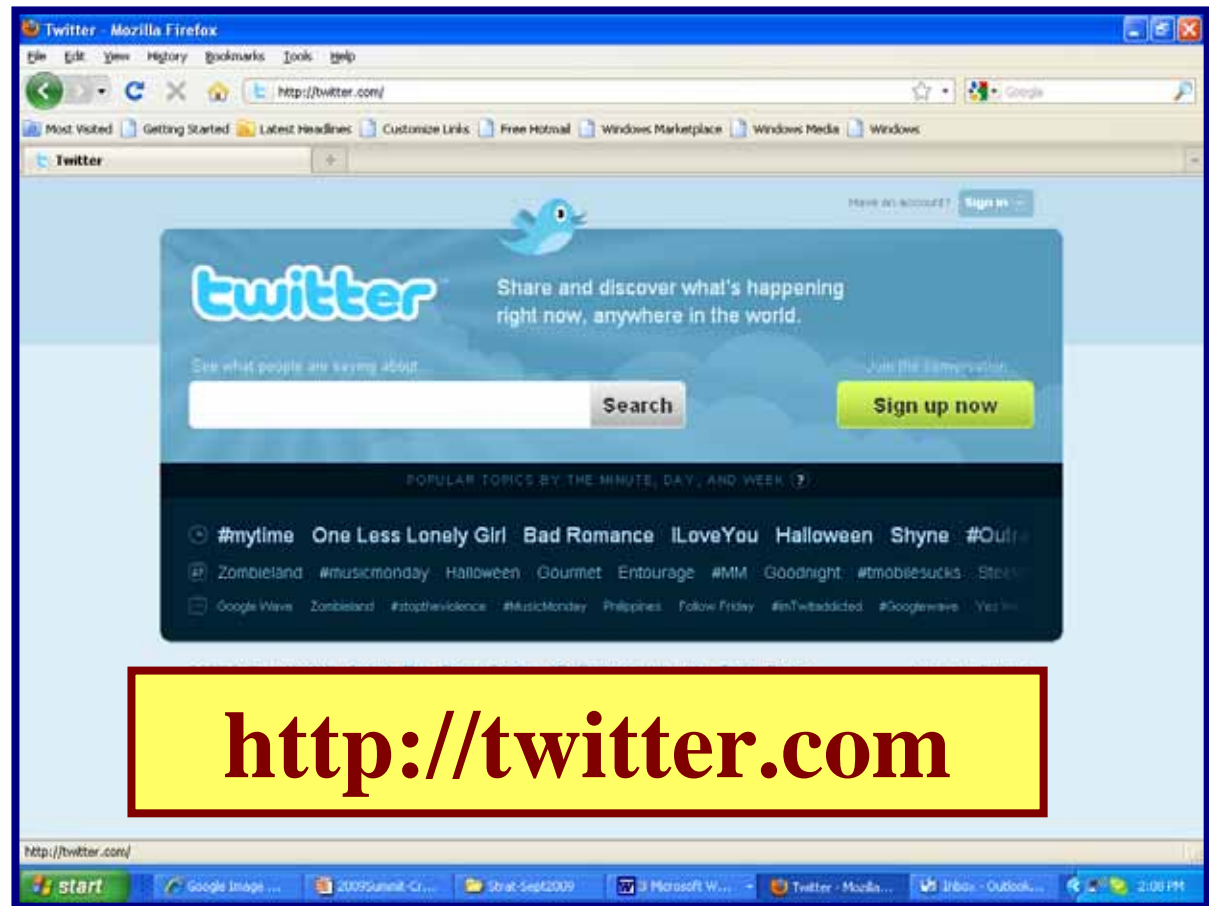 Twitter - Mozilla Firefox
File Edit View History Bookmarks Tools Help
http://twitter.com/ Google
Most Visited Getting Started Latest Headlines Customize Links Free Hotmail Windows Marketplace Windows Media Windows
Twitter
Have an account? Sign in
twitter
Share and discover what's happening
right now, anywhere in the world.
See what people are saying about...
Join the conversation
Search
Sign up now
POPULAR TOPICS BY THE MINUTE, DAY, AND WEEK ?
#mytime One Less Lonely Girl Bad Romance ILoveYou Halloween Shyne #Outr
Zombieland #musicmonday Halloween Gourmet Entourage #MM Goodnight #tmobilesucks
Google Wave Zombieland #stoptheviolence #MusicMonday Philippines Follow Friday #imTwitaddicted #Googlewave
http://twitter.com
http://twitter.com/
start Google Image ... 2009Summit-Cr... Strat-Sept2009 3 Microsoft W... Twitter - Mozilla... Inbox - Outlook... 2:08 PM